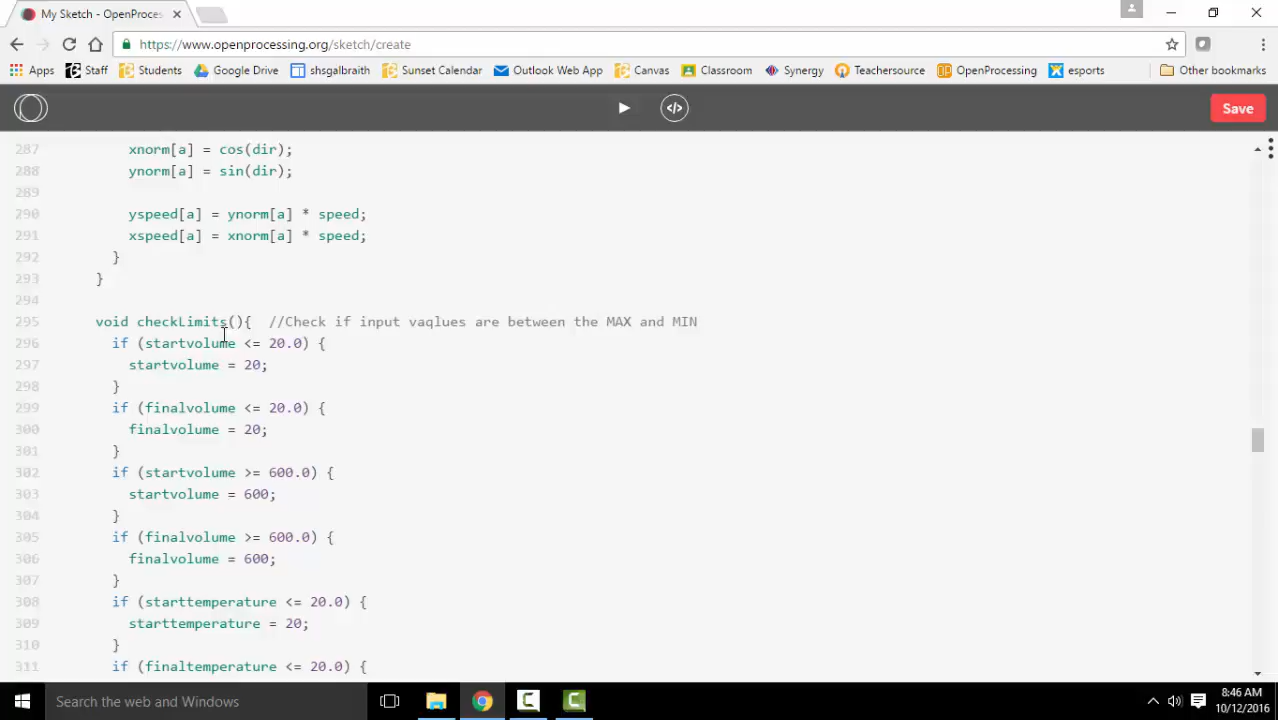 My Sketch - OpenProces
https://www.openprocessing.org/sketch/create
Apps Staff Students Google Drive shsgalbraith Sunset Calendar Outlook Web App Canvas Classroom Synergy Teachersource OpenProcessing esports Other bookmarks
</> Save
287 xnorm[a] = cos(dir);
288 ynorm[a] = sin(dir);
289
290 yspeed[a] = ynorm[a] * speed;
291 xspeed[a] = xnorm[a] * speed;
292 }
293 }
294
295 void checkLimits(){ //Check if input vaqlues are between the MAX and MIN
296 if (startvolume <= 20.0) {
297 startvolume = 20;
298 }
299 if (finalvolume <= 20.0) {
300 finalvolume = 20;
301 }
302 if (startvolume >= 600.0) {
303 startvolume = 600;
304 }
305 if (finalvolume >= 600.0) {
306 finalvolume = 600;
307 }
308 if (starttemperature <= 20.0) {
309 starttemperature = 20;
310 }
311 if (finaltemperature <= 20.0) {
Search the web and Windows
8:46 AM
10/12/2016